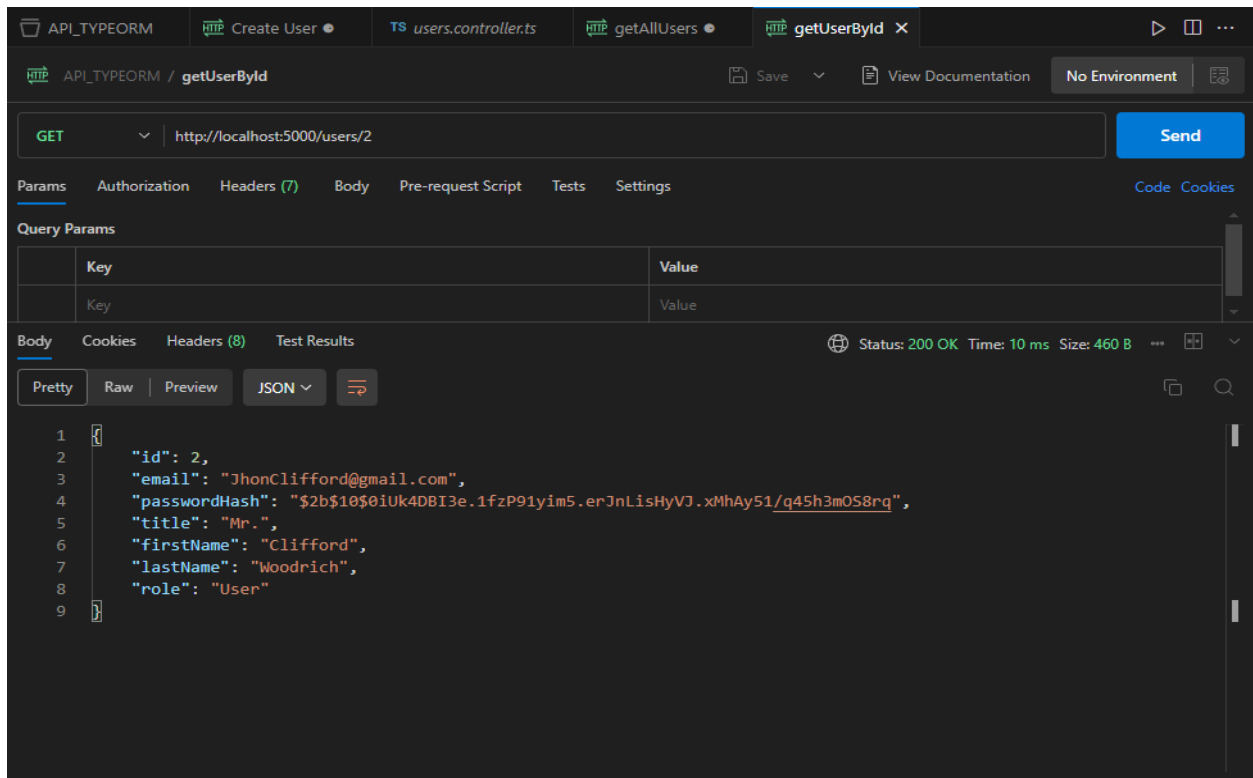 API_TYPEORM HTTP Create User TS users.controller.ts HTTP getAllUsers HTTP getUserById
HTTP API_TYPEORM / getUserById Save View Documentation No Environment
GET http://localhost:5000/users/2 Send
Params Authorization Headers (7) Body Pre-request Script Tests Settings Code Cookies
Query Params
Key Value
Key Value
Body Cookies Headers (8) Test Results Status: 200 OK Time: 10 ms Size: 460 B
Pretty Raw Preview JSON
1 {
2 "id": 2,
3 "email": "JhonClifford@gmail.com",
4 "passwordHash": "$2b$10$0iUk4DBI3e.1fzP91yim5.erJnLisHyVJ.xMhAy51/q45h3mOS8rq",
5 "title": "Mr.",
6 "firstName": "Clifford",
7 "lastName": "Woodrich",
8 "role": "User"
9 }